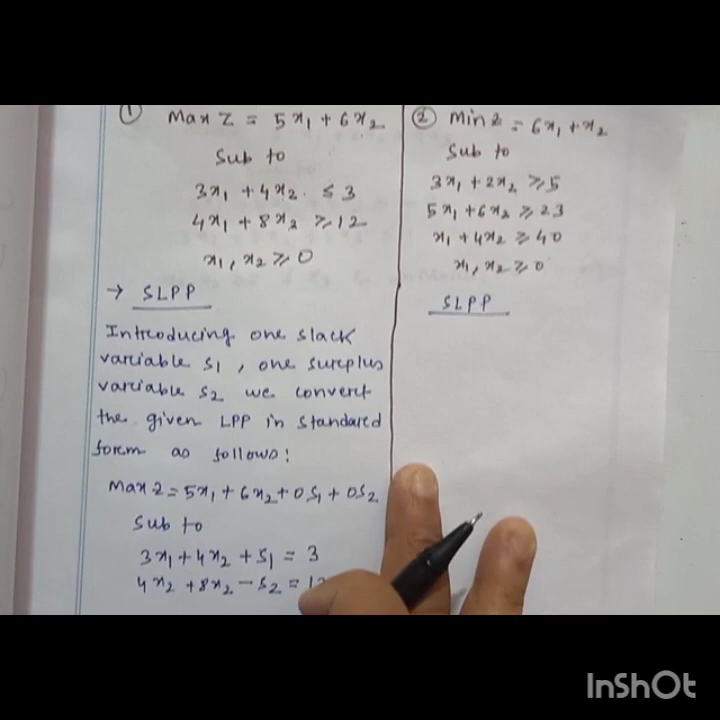 ① Max Z = 5x₁ + 6x₂
Sub to
3x₁ + 4x₂ ≤ 3
4x₁ + 8x₂ ≥ 12
x₁, x₂ ≥ 0
→ SLPP
Introducing one slack
variable s₁, one surplus
variable s₂ we convert
the given LPP in standard
form as follows:
Max Z = 5x₁ + 6x₂ + 0s₁ + 0s₂
Sub to
3x₁ + 4x₂ + s₁ = 3
4x₂ + 8x₂ - s₂ =
② Min Z = 6x₁ + x₂
Sub to
3x₁ + 2x₂ ≥ 5
5x₁ + 6x₂ ≥ 23
x₁ + 4x₂ ≥ 40
x₁, x₂ ≥ 0
SLPP
InShOt